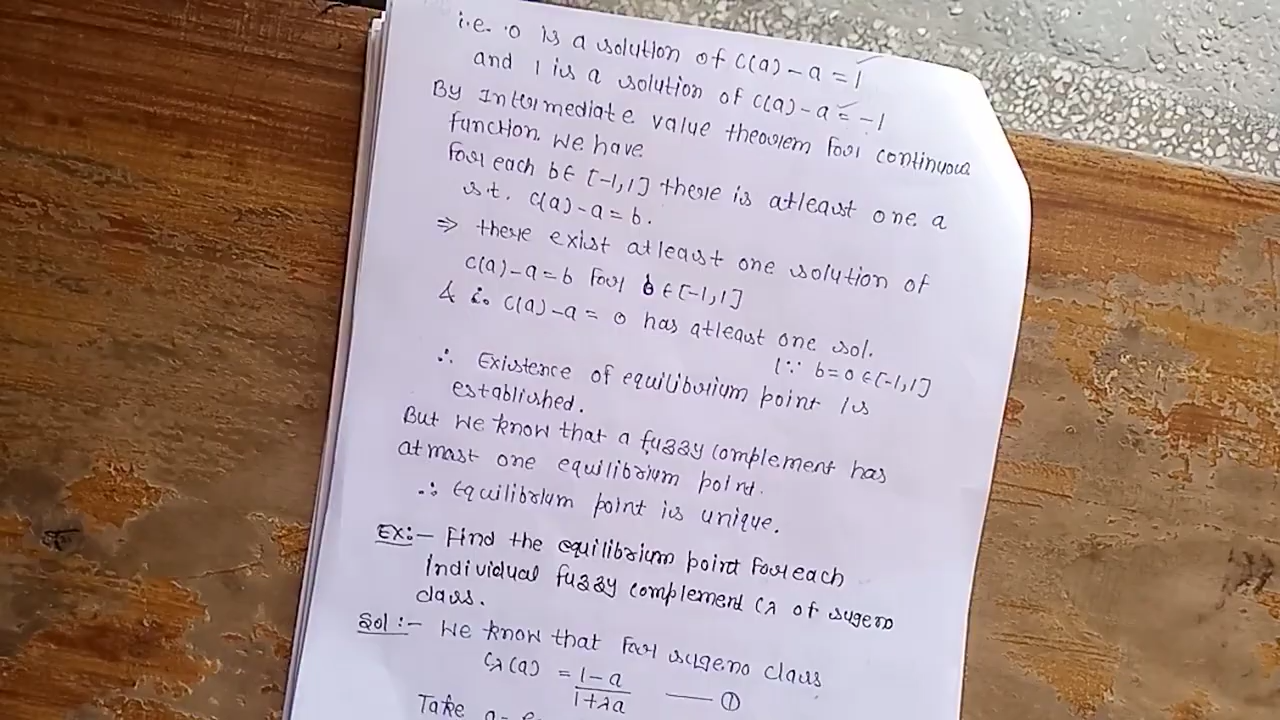 i.e. 0 is a solution of c(a) - a = 1
and 1 is a solution of c(a) - a = -1
By Intermediate value theorem for continuous
function. We have
for each b ∈ [-1,1] there is atleast one a
s.t. c(a) - a = b.
⇒ there exist atleast one solution of
c(a) - a = b for b ∈ [-1,1]
& c(a) - a = 0 has atleast one sol.
[∵ b = 0 ∈ [-1,1]
∴ Existence of equilibrium point is
established.
But we know that a fuzzy complement has
atmast one equilibrium point.
∴ Equilibrium point is unique.
Ex:- Find the equilibrium point for each
individual fuzzy complement Cλ of sugeno
class.
Sol :- We know that for sugeno class
Cλ(a) = (1-a)/(1+λa) —— ①
Take a =